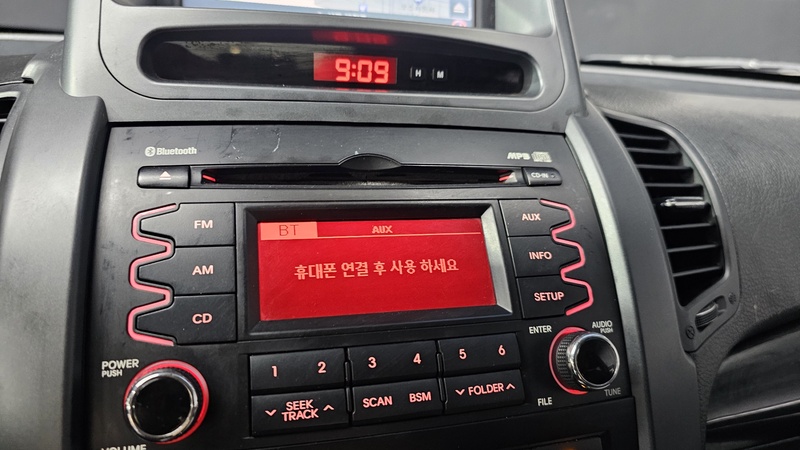 9:09
H M
Bluetooth
MP3
CD-IN
FM
AM
CD
BT
AUX
휴대폰 연결 후 사용 하세요
AUX
INFO
SETUP
POWER
PUSH
VOLUME
1 2 3 4 5 6
SEEK
TRACK
SCAN BSM
FOLDER
ENTER
AUDIO
PUSH
FILE
TUNE